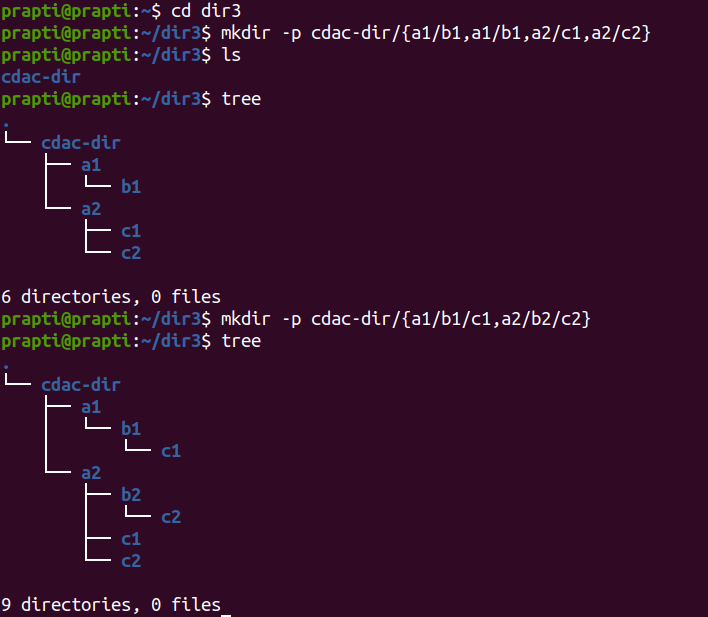 prapti@prapti:~$ cd dir3
prapti@prapti:~/dir3$ mkdir -p cdac-dir/{a1/b1,a1/b1,a2/c1,a2/c2}
prapti@prapti:~/dir3$ ls
cdac-dir
prapti@prapti:~/dir3$ tree
.
└── cdac-dir
    ├── a1
    │   └── b1
    └── a2
        ├── c1
        └── c2

6 directories, 0 files
prapti@prapti:~/dir3$ mkdir -p cdac-dir/{a1/b1/c1,a2/b2/c2}
prapti@prapti:~/dir3$ tree
.
└── cdac-dir
    ├── a1
    │   └── b1
    │       └── c1
    └── a2
        ├── b2
        │   └── c2
        ├── c1
        └── c2

9 directories, 0 files